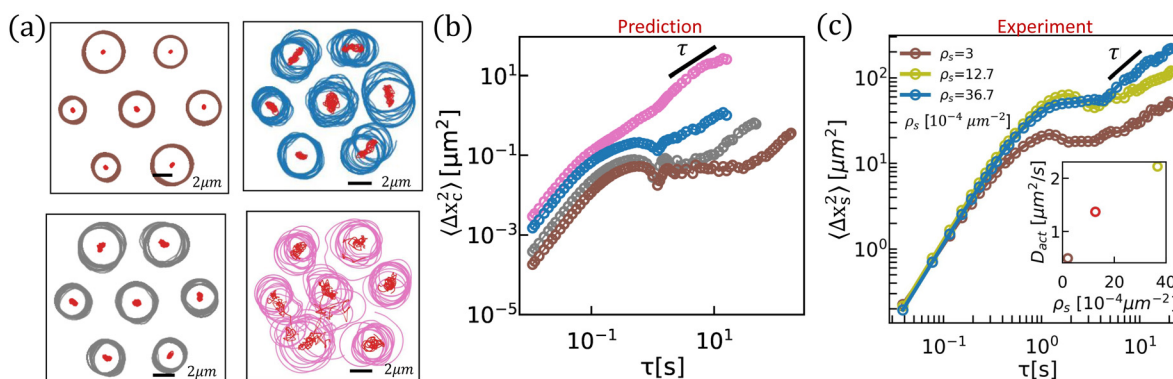 (a)
2μm
2μm
2μm
2μm
(b)
Prediction
τ
⟨Δx_C^2⟩ [μm^2]
10^1
10^-1
10^-3
10^-5
10^-1
10^1
τ[s]
(c)
Experiment
τ
ρ_s=3
ρ_s=12.7
ρ_s=36.7
ρ_s [10^-4 μm^-2]
⟨Δx_s^2⟩ [μm^2]
10^2
10^1
10^0
10^-1
10^0
10^1
τ[s]
D_act [μm^2/s]
2
1
0
20
40
ρ_s [10^-4 μm^-2]